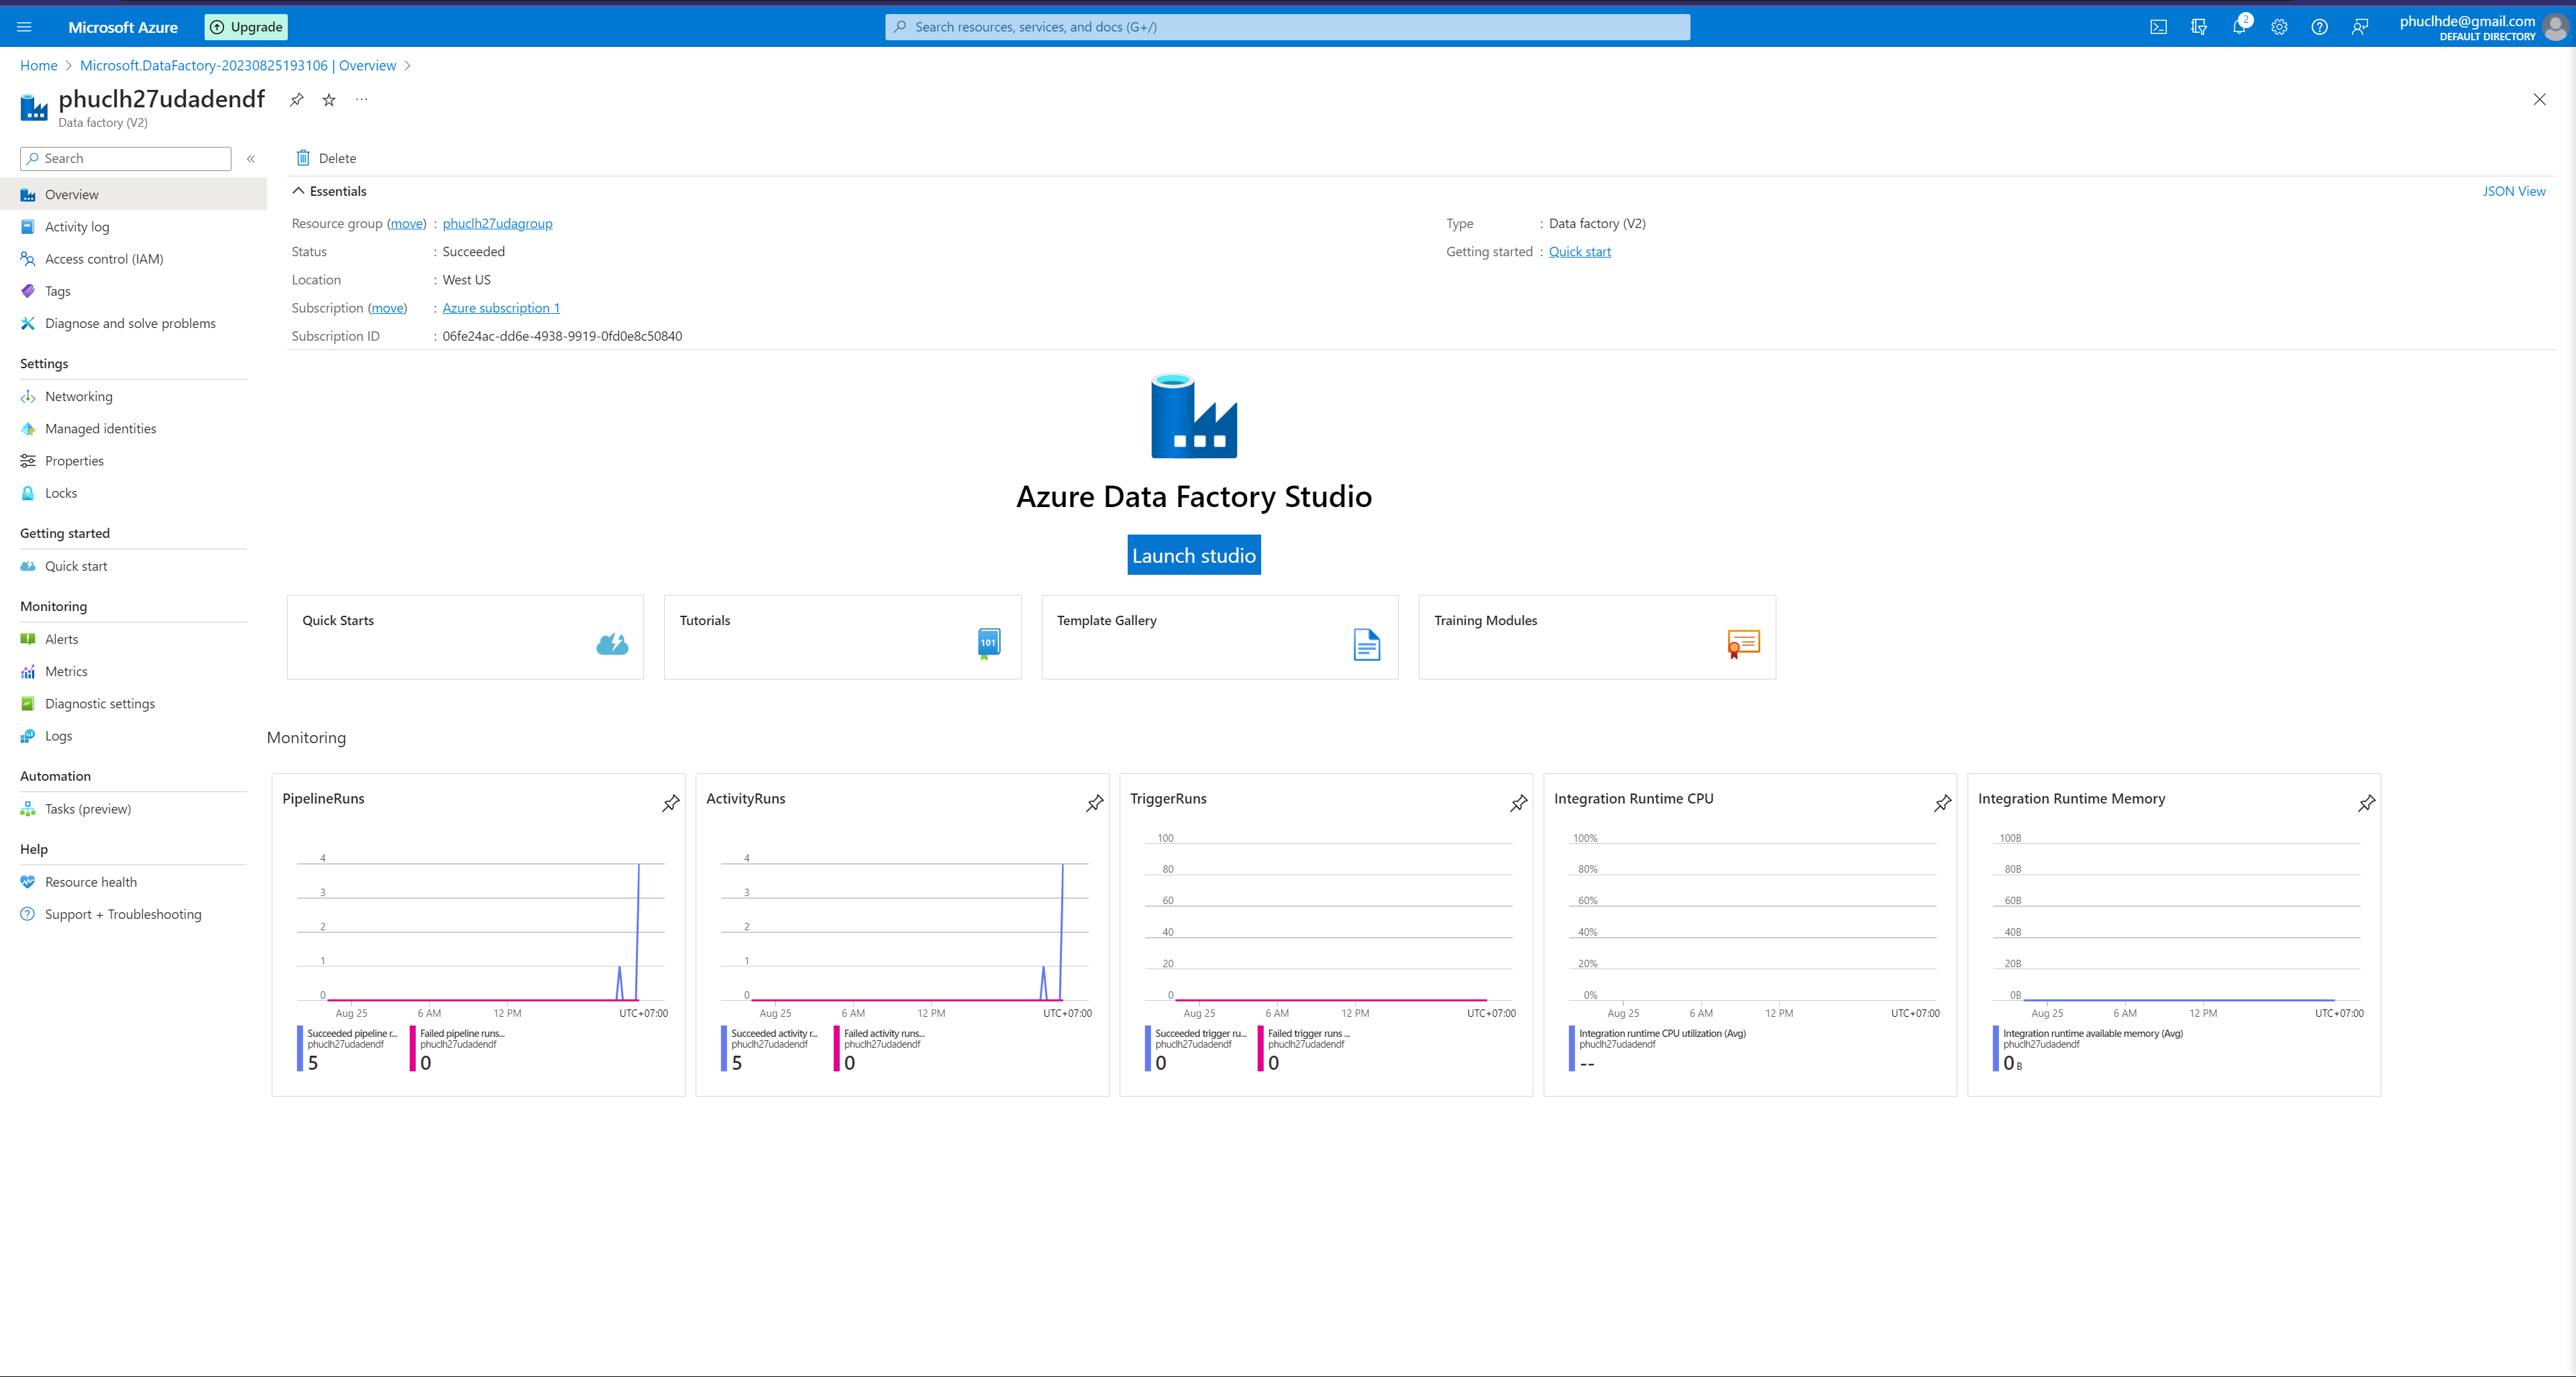 Microsoft Azure
Upgrade
Search resources, services, and docs (G+/)
2
phuclhde@gmail.com
DEFAULT DIRECTORY
Home > Microsoft.DataFactory-20230825193106 | Overview >
phuclh27udadendf
Data factory (V2)
Search
«
Delete
Overview
Activity log
Access control (IAM)
Tags
Diagnose and solve problems
Settings
Networking
Managed identities
Properties
Locks
Getting started
Quick start
Monitoring
Alerts
Metrics
Diagnostic settings
Logs
Automation
Tasks (preview)
Help
Resource health
Support + Troubleshooting
Essentials
JSON View
Resource group (move) : phuclh27udagroup
Status : Succeeded
Location : West US
Subscription (move) : Azure subscription 1
Subscription ID : 06fe24ac-dd6e-4938-9919-0fd0e8c50840
Type : Data factory (V2)
Getting started : Quick start
Azure Data Factory Studio
Launch studio
Quick Starts
Tutorials
101
Template Gallery
Training Modules
Monitoring
PipelineRuns
4
3
2
1
0
Aug 25 6 AM 12 PM UTC+07:00
Succeeded pipeline r...
phuclh27udadendf
5
Failed pipeline runs...
phuclh27udadendf
0
ActivityRuns
4
3
2
1
0
Aug 25 6 AM 12 PM UTC+07:00
Succeeded activity r...
phuclh27udadendf
5
Failed activity runs...
phuclh27udadendf
0
TriggerRuns
100
80
60
40
20
0
Aug 25 6 AM 12 PM UTC+07:00
Succeeded trigger ru...
phuclh27udadendf
0
Failed trigger runs ...
phuclh27udadendf
0
Integration Runtime CPU
100%
80%
60%
40%
20%
0%
Aug 25 6 AM 12 PM UTC+07:00
Integration runtime CPU utilization (Avg)
phuclh27udadendf
--
Integration Runtime Memory
100B
80B
60B
40B
20B
0B
Aug 25 6 AM 12 PM UTC+07:00
Integration runtime available memory (Avg)
phuclh27udadendf
0 B